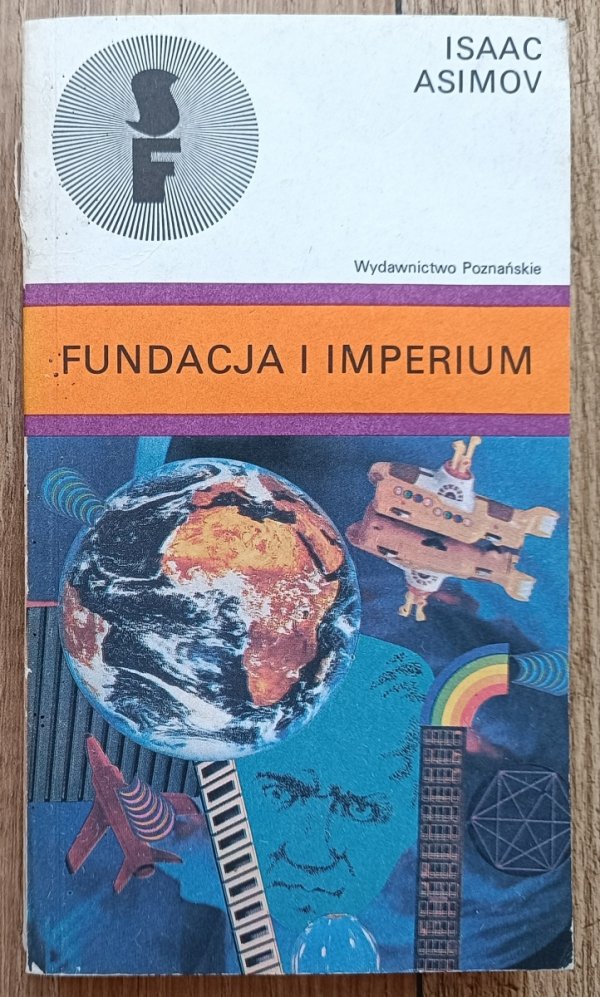 SF
ISAAC
ASIMOV
Wydawnictwo Poznańskie
FUNDACJA I IMPERIUM